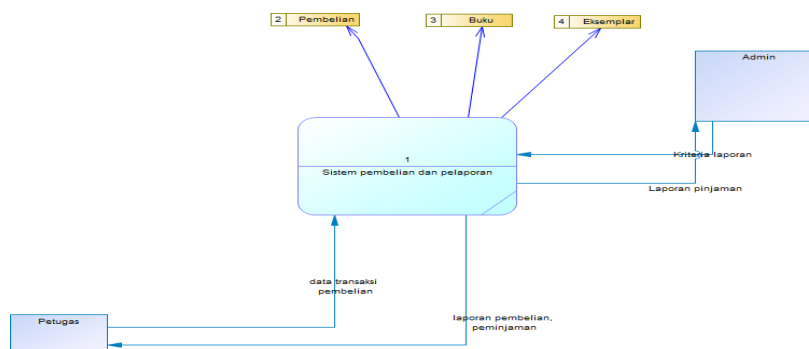 2 Pembelian
3 Buku
4 Eksemplar
Admin
1
Sistem pembelian dan pelaporan
Kriteria laporan
Laporan pinjaman
data transaksi
pembelian
laporan pembelian,
peminjaman
Petugas